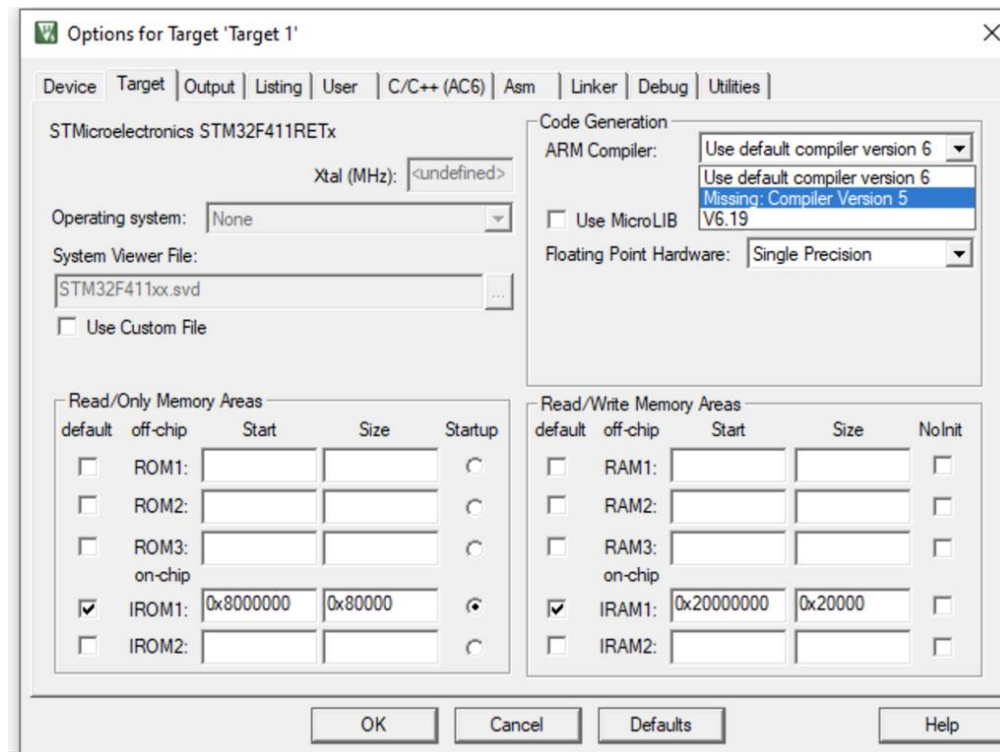 Options for Target 'Target 1'
Device Target Output Listing User C/C++ (AC6) Asm Linker Debug Utilities
STMicroelectronics STM32F411RETx
Xtal (MHz): <undefined>
Operating system: None
System Viewer File:
STM32F411xx.svd ...
Use Custom File
Code Generation
ARM Compiler: Use default compiler version 6
Use default compiler version 6
Missing: Compiler Version 5
V6.19
Use MicroLIB
Floating Point Hardware: Single Precision
Read/Only Memory Areas
default off-chip Start Size Startup
ROM1:
ROM2:
ROM3:
on-chip
IROM1: 0x8000000 0x80000
IROM2:
Read/Write Memory Areas
default off-chip Start Size NoInit
RAM1:
RAM2:
RAM3:
on-chip
IRAM1: 0x20000000 0x20000
IRAM2:
OK Cancel Defaults Help